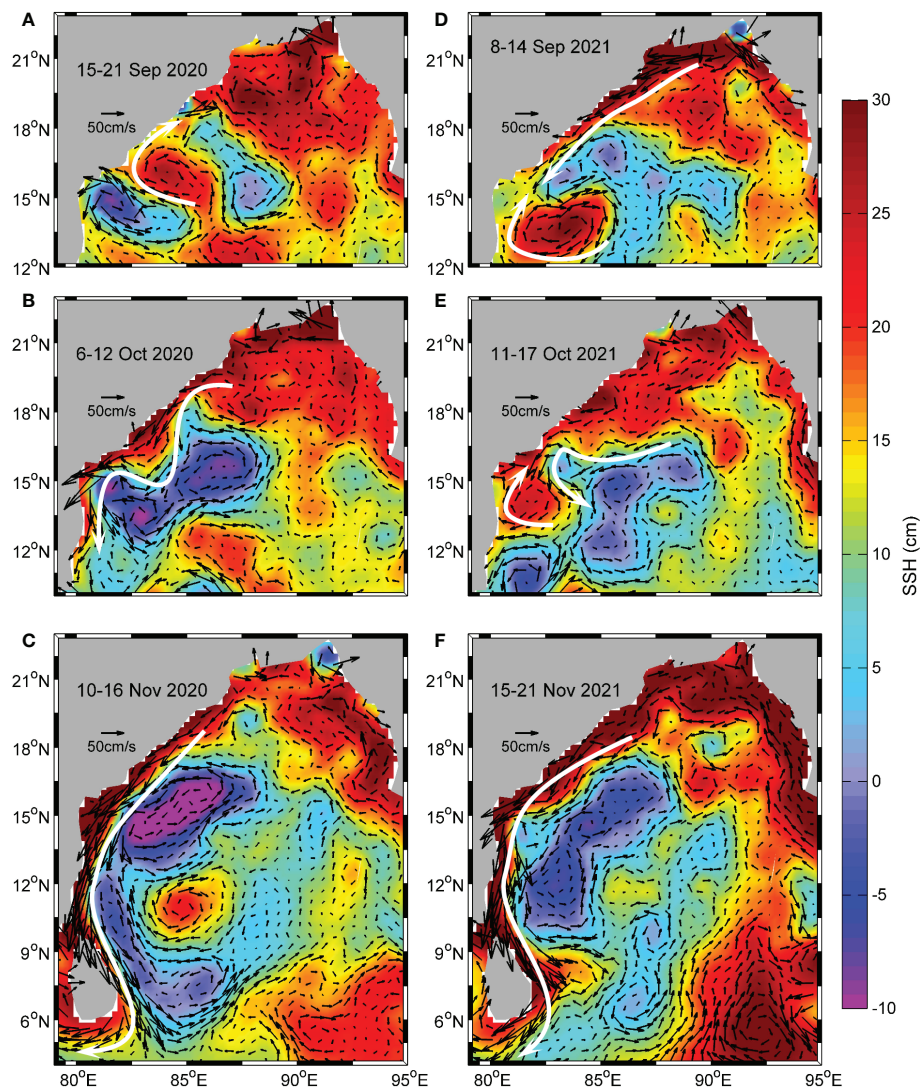 A
15-21 Sep 2020
50cm/s
21°N
18°N
15°N
12°N
D
8-14 Sep 2021
50cm/s
21°N
18°N
15°N
12°N
B
6-12 Oct 2020
50cm/s
21°N
18°N
15°N
12°N
E
11-17 Oct 2021
50cm/s
21°N
18°N
15°N
12°N
C
10-16 Nov 2020
50cm/s
21°N
18°N
15°N
12°N
9°N
6°N
80°E 85°E 90°E 95°E
F
15-21 Nov 2021
50cm/s
21°N
18°N
15°N
12°N
9°N
6°N
80°E 85°E 90°E 95°E
30
25
20
15
10
5
0
-5
-10
SSH (cm)